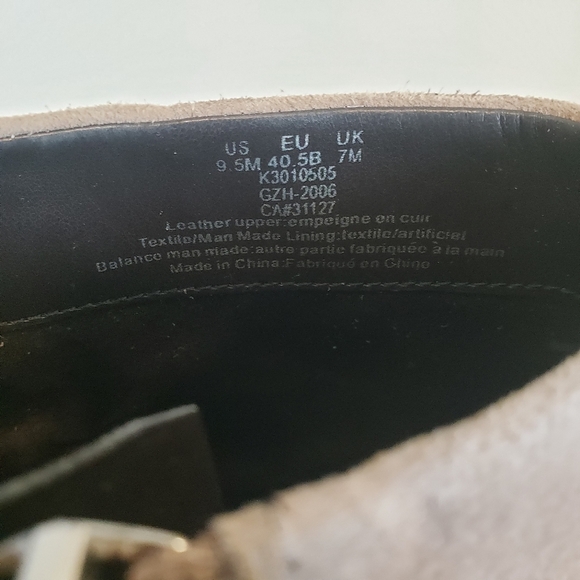 US EU UK
9.5M 40.5B 7M
K3010505
GZH-2006
CA#31127
Leather upper:empeigne en cuir
Textile/Man Made Lining:textile/artificiel
Balance man made:autre partie fabriquée à la main
Made in China:Fabriqué en Chine